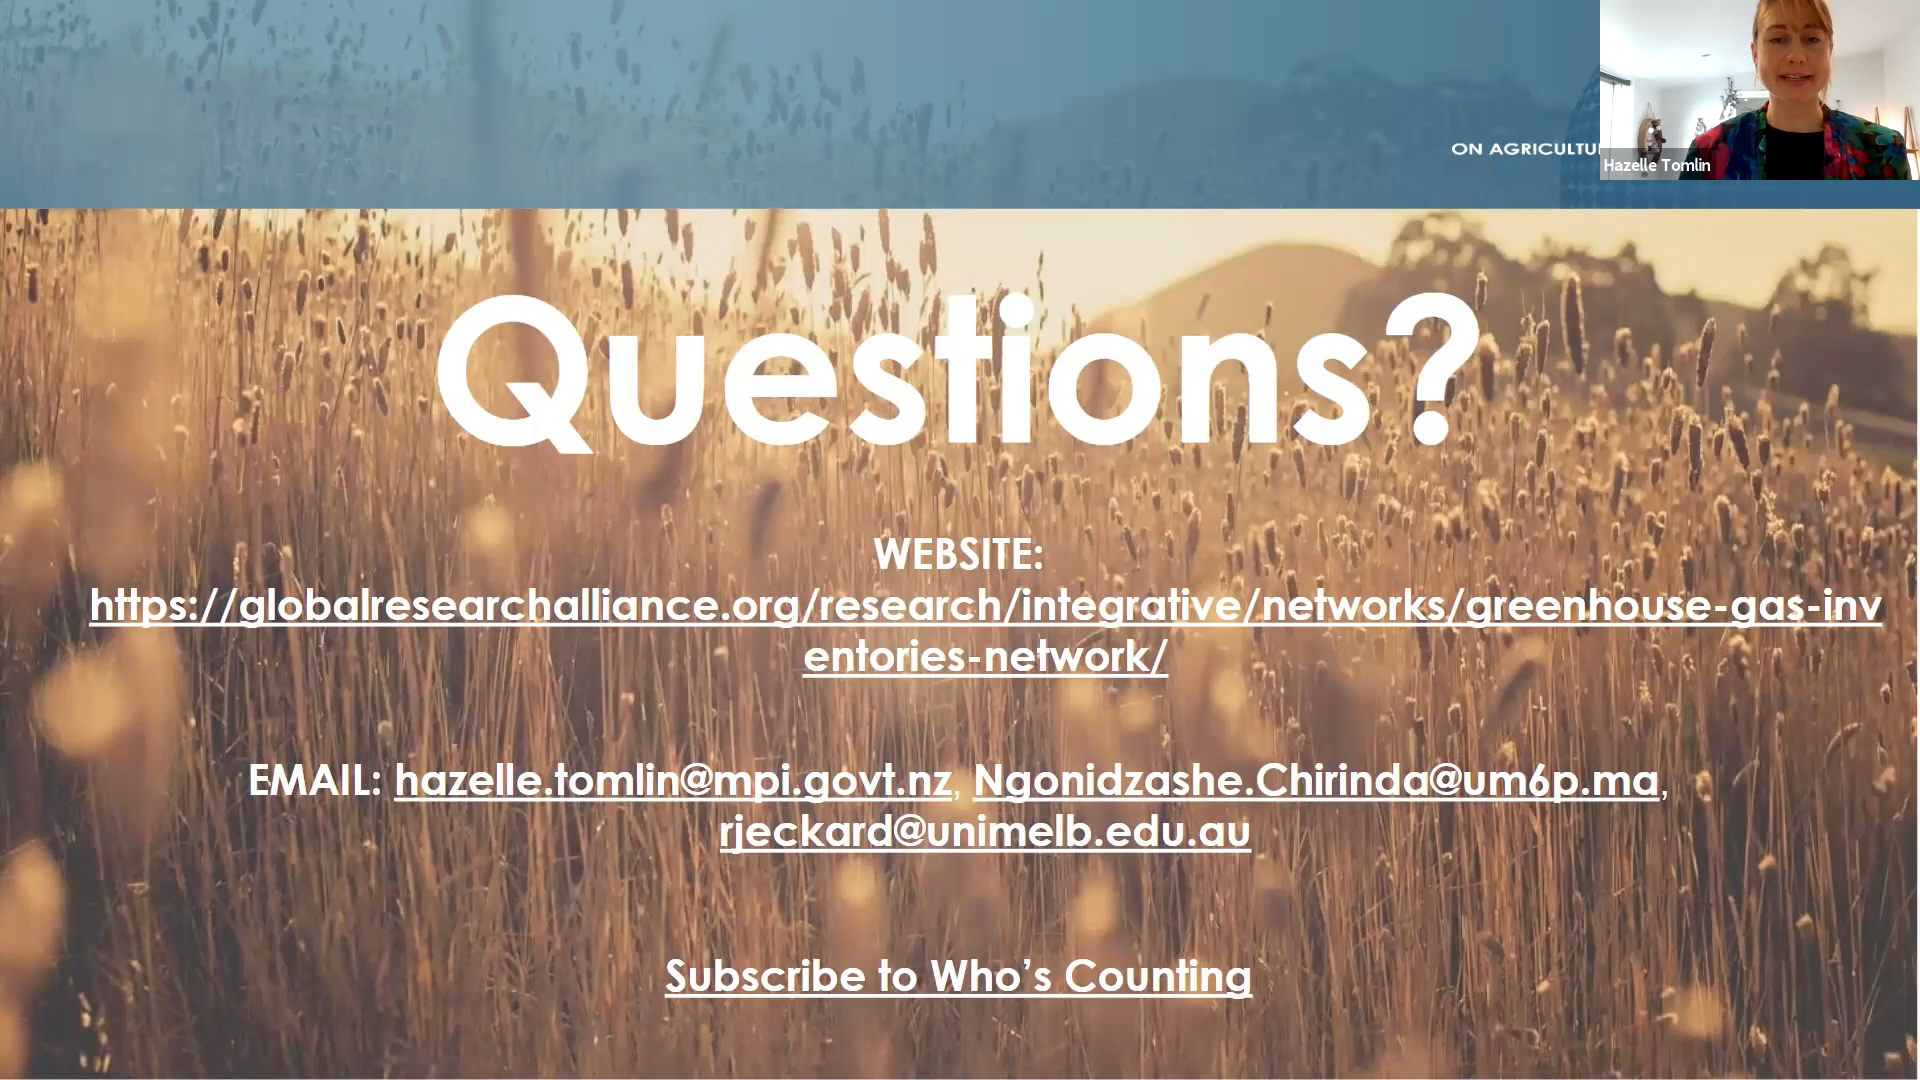 ON AGRICULTU
Hazelle Tomlin
Questions?
WEBSITE:
https://globalresearchalliance.org/research/integrative/networks/greenhouse-gas-inv
entories-network/
EMAIL: hazelle.tomlin@mpi.govt.nz, Ngonidzashe.Chirinda@um6p.ma,
rjeckard@unimelb.edu.au
Subscribe to Who’s Counting